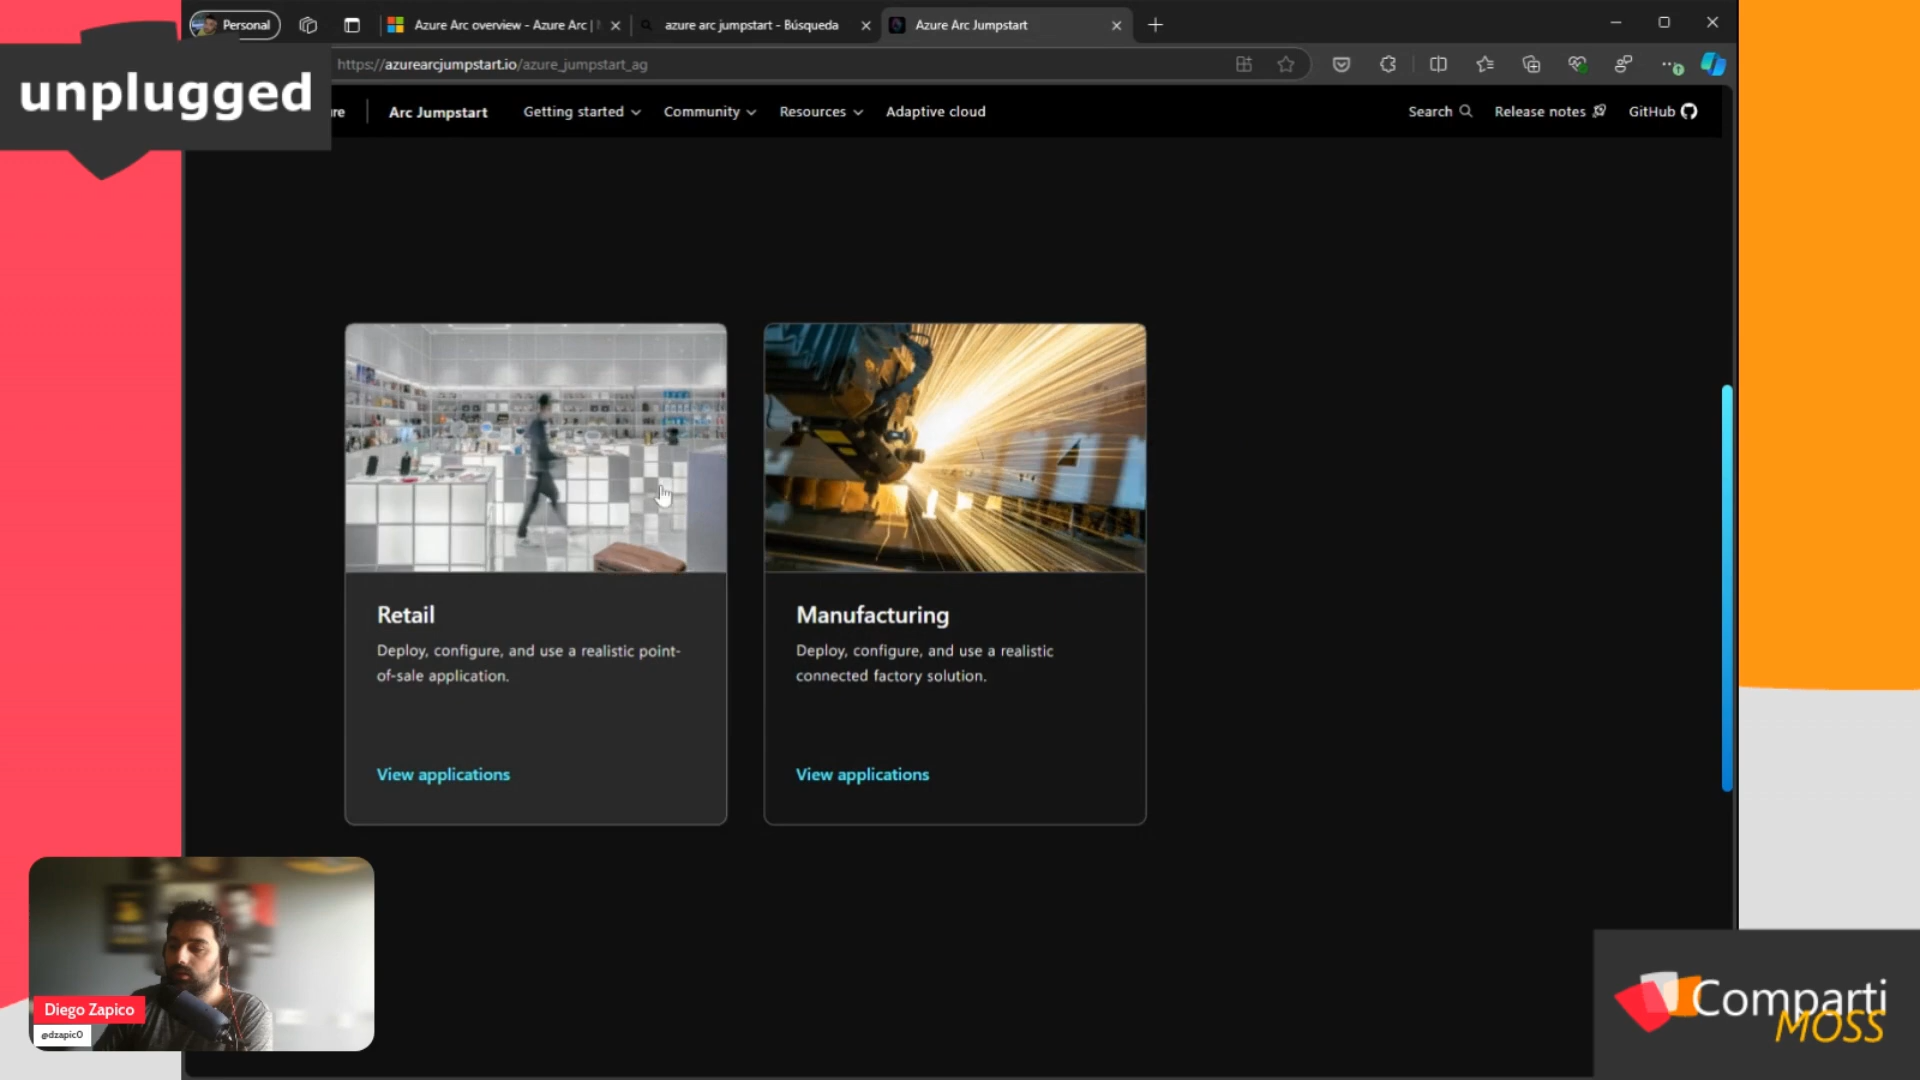 Personal
Azure Arc overview - Azure Arc |
azure arc jumpstart - Búsqueda
Azure Arc Jumpstart
https://azurearcjumpstart.io/azure_jumpstart_ag
unplugged
re
Arc Jumpstart
Getting started
Community
Resources
Adaptive cloud
Search
Release notes
GitHub
Retail
Deploy, configure, and use a realistic point-
of-sale application.
View applications
Manufacturing
Deploy, configure, and use a realistic
connected factory solution.
View applications
Diego Zapico
@dzapic0
Comparti
MOSS